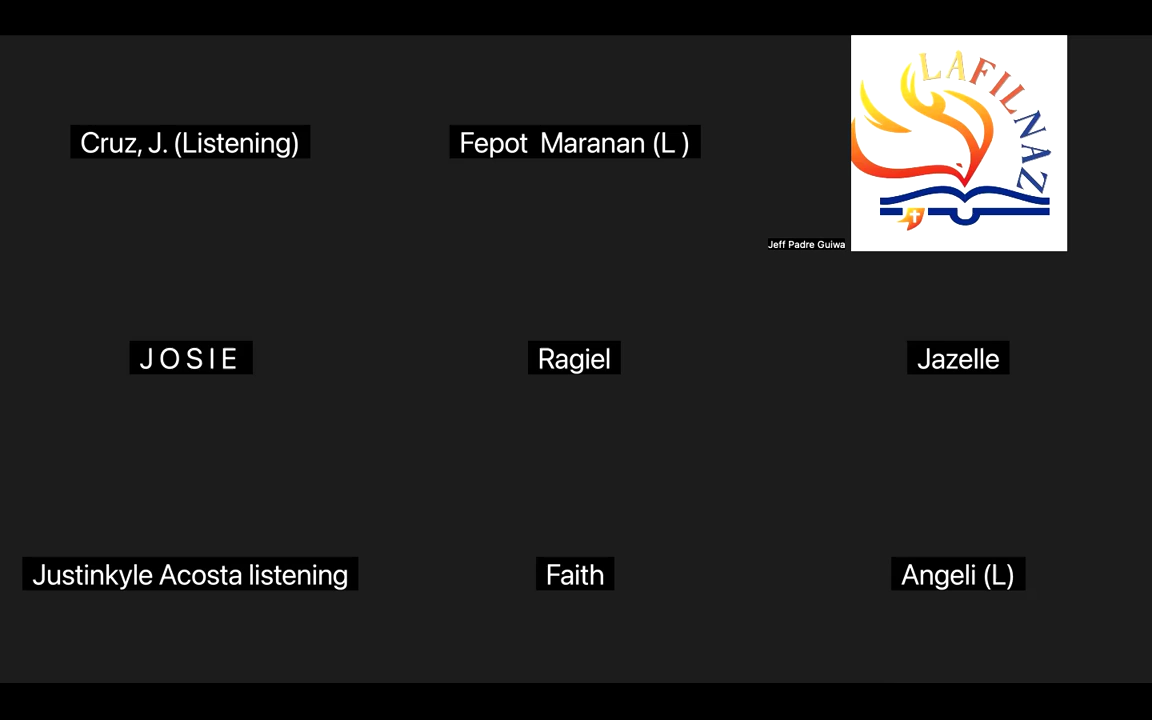 Cruz, J. (Listening)
Fepot Maranan (L )
LAFILNAZ
Jeff Padre Guiwa
J O S I E
Ragiel
Jazelle
Justinkyle Acosta listening
Faith
Angeli (L)